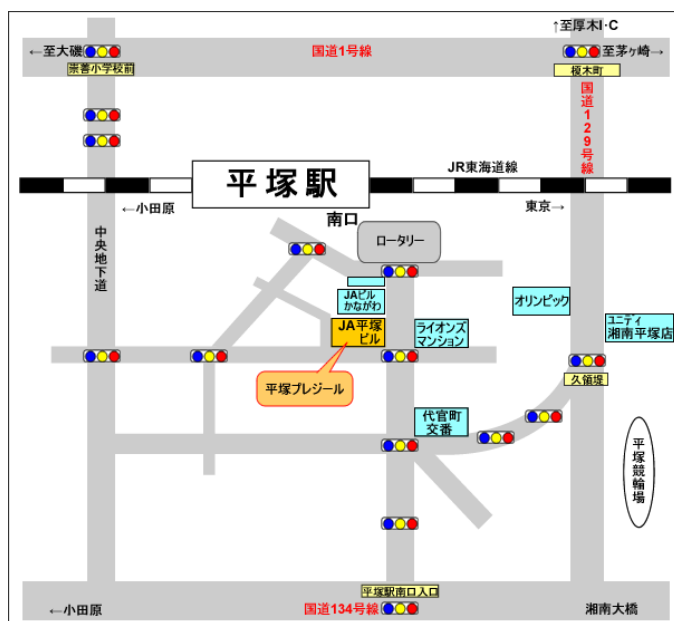 ↑至厚木I･C
←至大磯
国道1号線
至茅ヶ崎→
崇善小学校前
榎木町
国道129号線
JR東海道線
平塚駅
←小田原
東京→
南口
中央地下道
ロータリー
JAビル
かながわ
オリンピック
JA平塚
ビル
ライオンズ
マンション
ユニディ
湘南平塚店
平塚プレジール
久領堤
代官町
交番
平塚競輪場
平塚駅南口入口
←小田原
国道134号線
湘南大橋